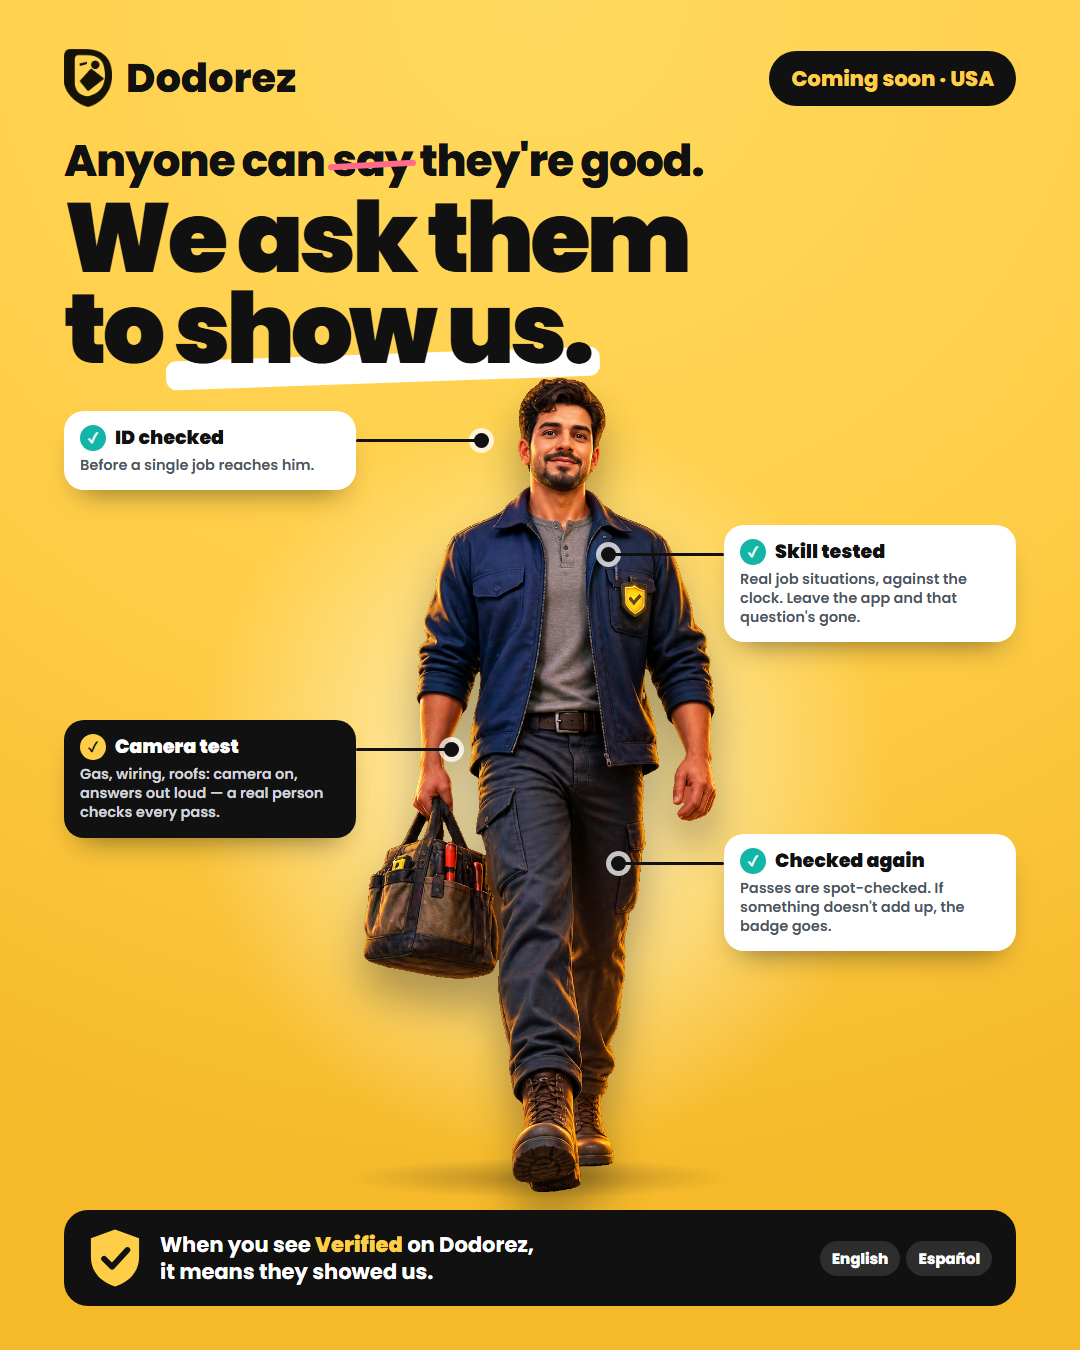 Dodorez
Coming soon · USA
Anyone can say they're good.
We ask them
to show us.
ID checked
Before a single job reaches him.
Skill tested
Real job situations, against the
clock. Leave the app and that
question's gone.
Camera test
Gas, wiring, roofs: camera on,
answers out loud — a real person
checks every pass.
Checked again
Passes are spot-checked. If
something doesn't add up, the
badge goes.
When you see Verified on Dodorez,
it means they showed us.
English
Español